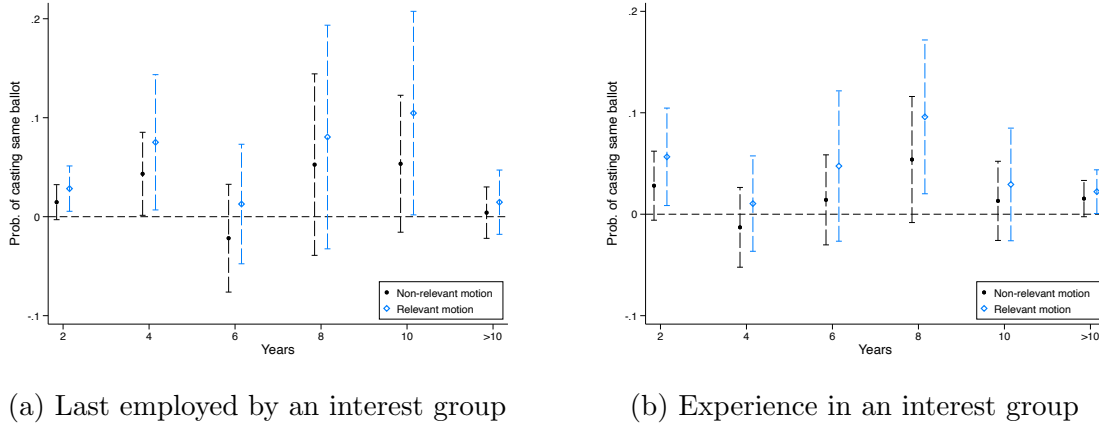 .2
.1
0
-.1
Prob. of casting same ballot
Non-relevant motion
Relevant motion
2 4 6 8 10 >10
Years
(a) Last employed by an interest group
.2
.1
0
-.1
Prob. of casting same ballot
Non-relevant motion
Relevant motion
2 4 6 8 10 >10
Years
(b) Experience in an interest group